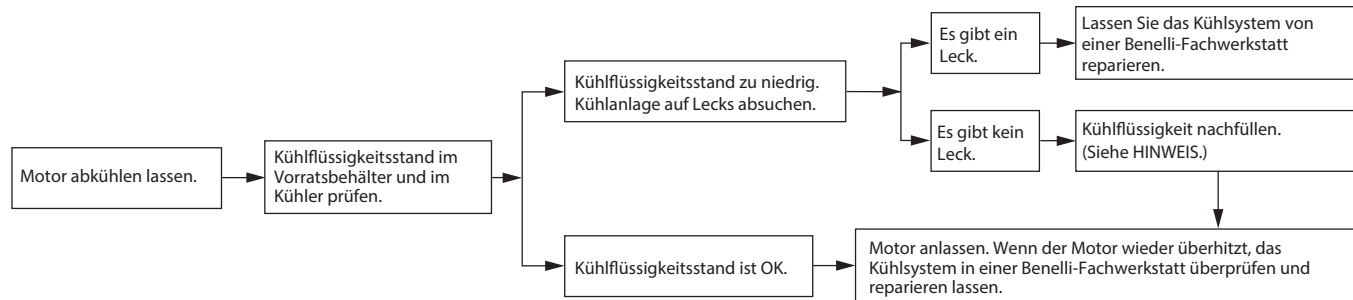 Motor abkühlen lassen.
Kühlflüssigkeitsstand im
Vorratsbehälter und im
Kühler prüfen.
Kühlflüssigkeitsstand zu niedrig.
Kühlanlage auf Lecks absuchen.
Es gibt ein
Leck.
Lassen Sie das Kühlsystem von
einer Benelli-Fachwerkstatt
reparieren.
Es gibt kein
Leck.
Kühlflüssigkeit nachfüllen.
(Siehe HINWEIS.)
Kühlflüssigkeitsstand ist OK.
Motor anlassen. Wenn der Motor wieder überhitzt, das
Kühlsystem in einer Benelli-Fachwerkstatt überprüfen und
reparieren lassen.